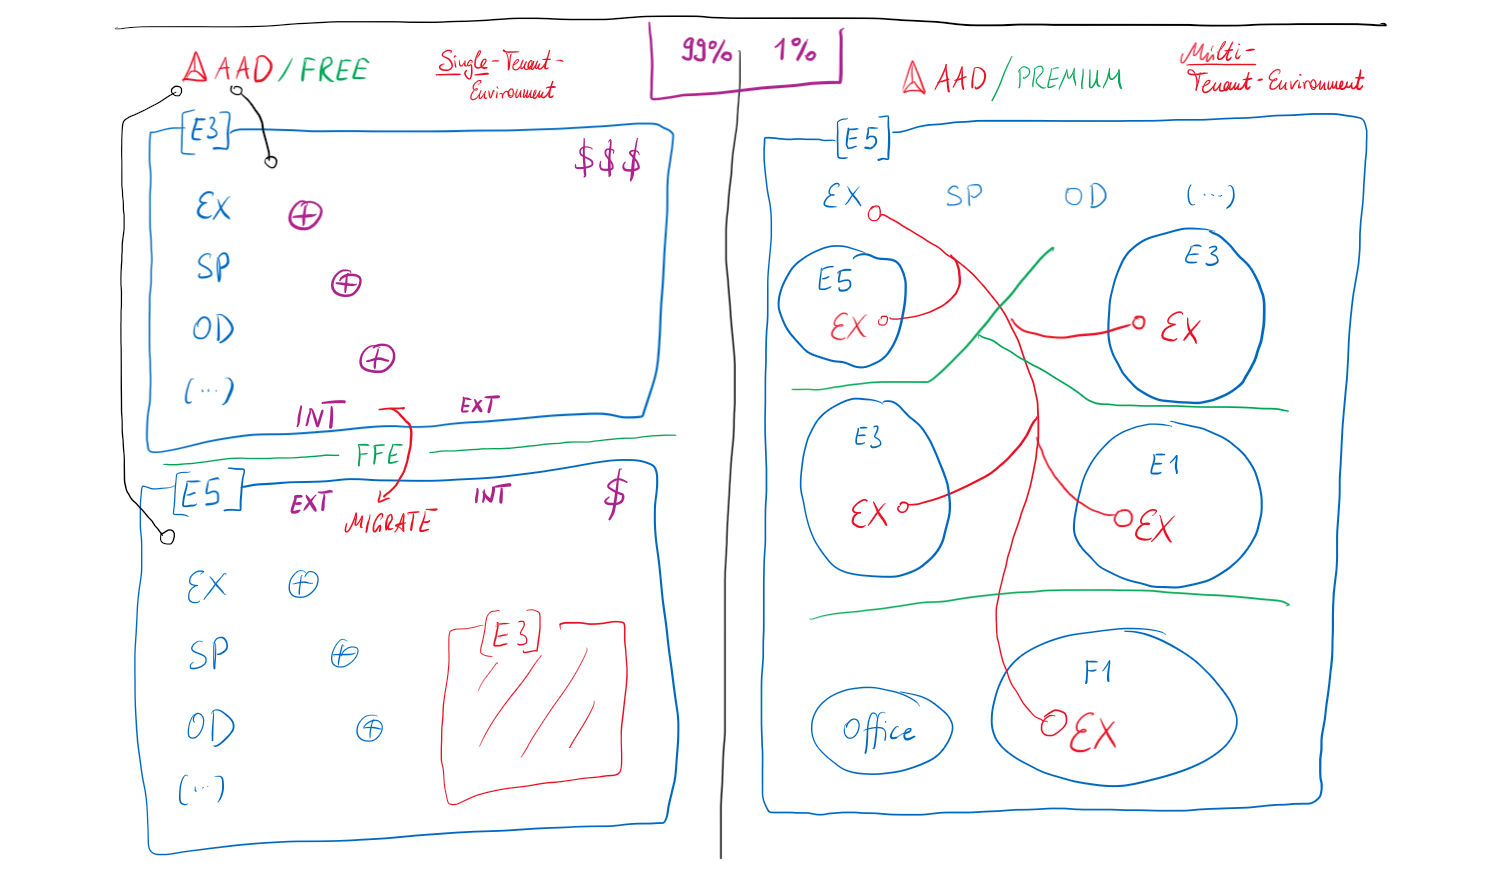 99% 1%
AAD/FREE
Single-Tenant-
Environment
[E3]
$$$
EX
SP
OD
(...)
INT
EXT
FFE
[E5]
EXT
INT
$
MIGRATE
EX
SP
OD
(...)
[E3]
AAD/PREMIUM
Multi-
Tenant-Environment
[E5]
EX SP OD (...)
E5
EX
E3
EX
E3
EX
E1
EX
F1
EX
Office